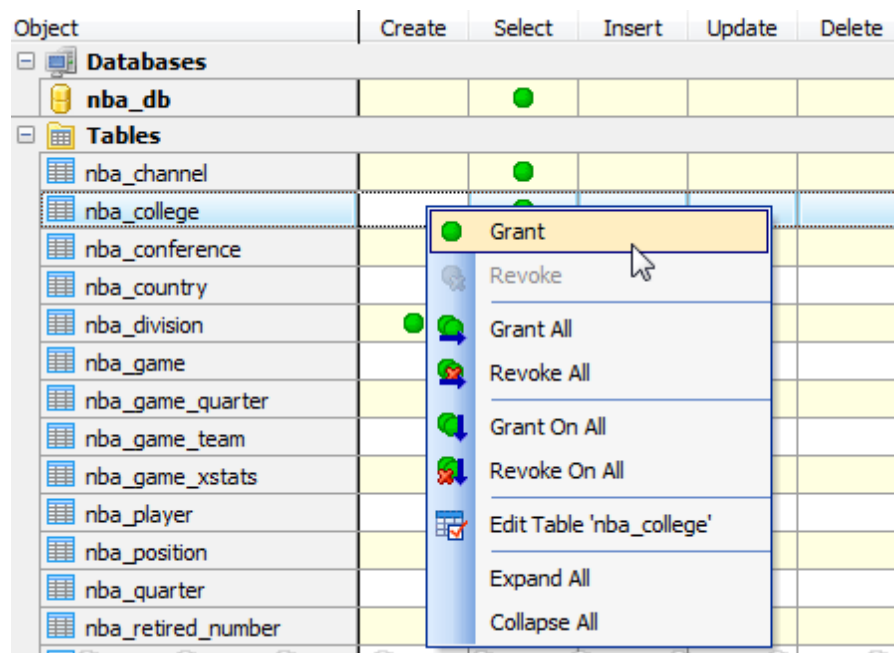 Object Create Select Insert Update Delete
Databases
nba_db
Tables
nba_channel
nba_college
nba_conference
nba_country
nba_division
nba_game
nba_game_quarter
nba_game_team
nba_game_xstats
nba_player
nba_position
nba_quarter
nba_retired_number
Grant
Revoke
Grant All
Revoke All
Grant On All
Revoke On All
Edit Table 'nba_college'
Expand All
Collapse All